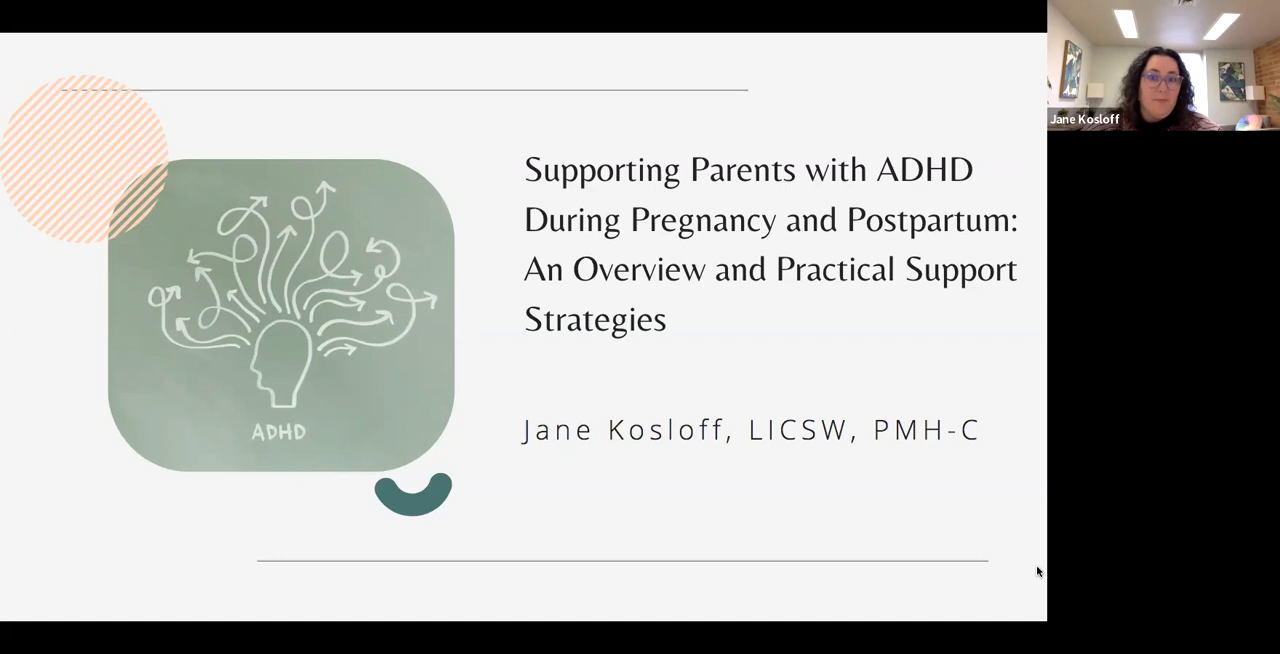 Supporting Parents with ADHD
During Pregnancy and Postpartum:
An Overview and Practical Support
Strategies
Jane Kosloff, LICSW, PMH-C
ADHD
Jane Kosloff